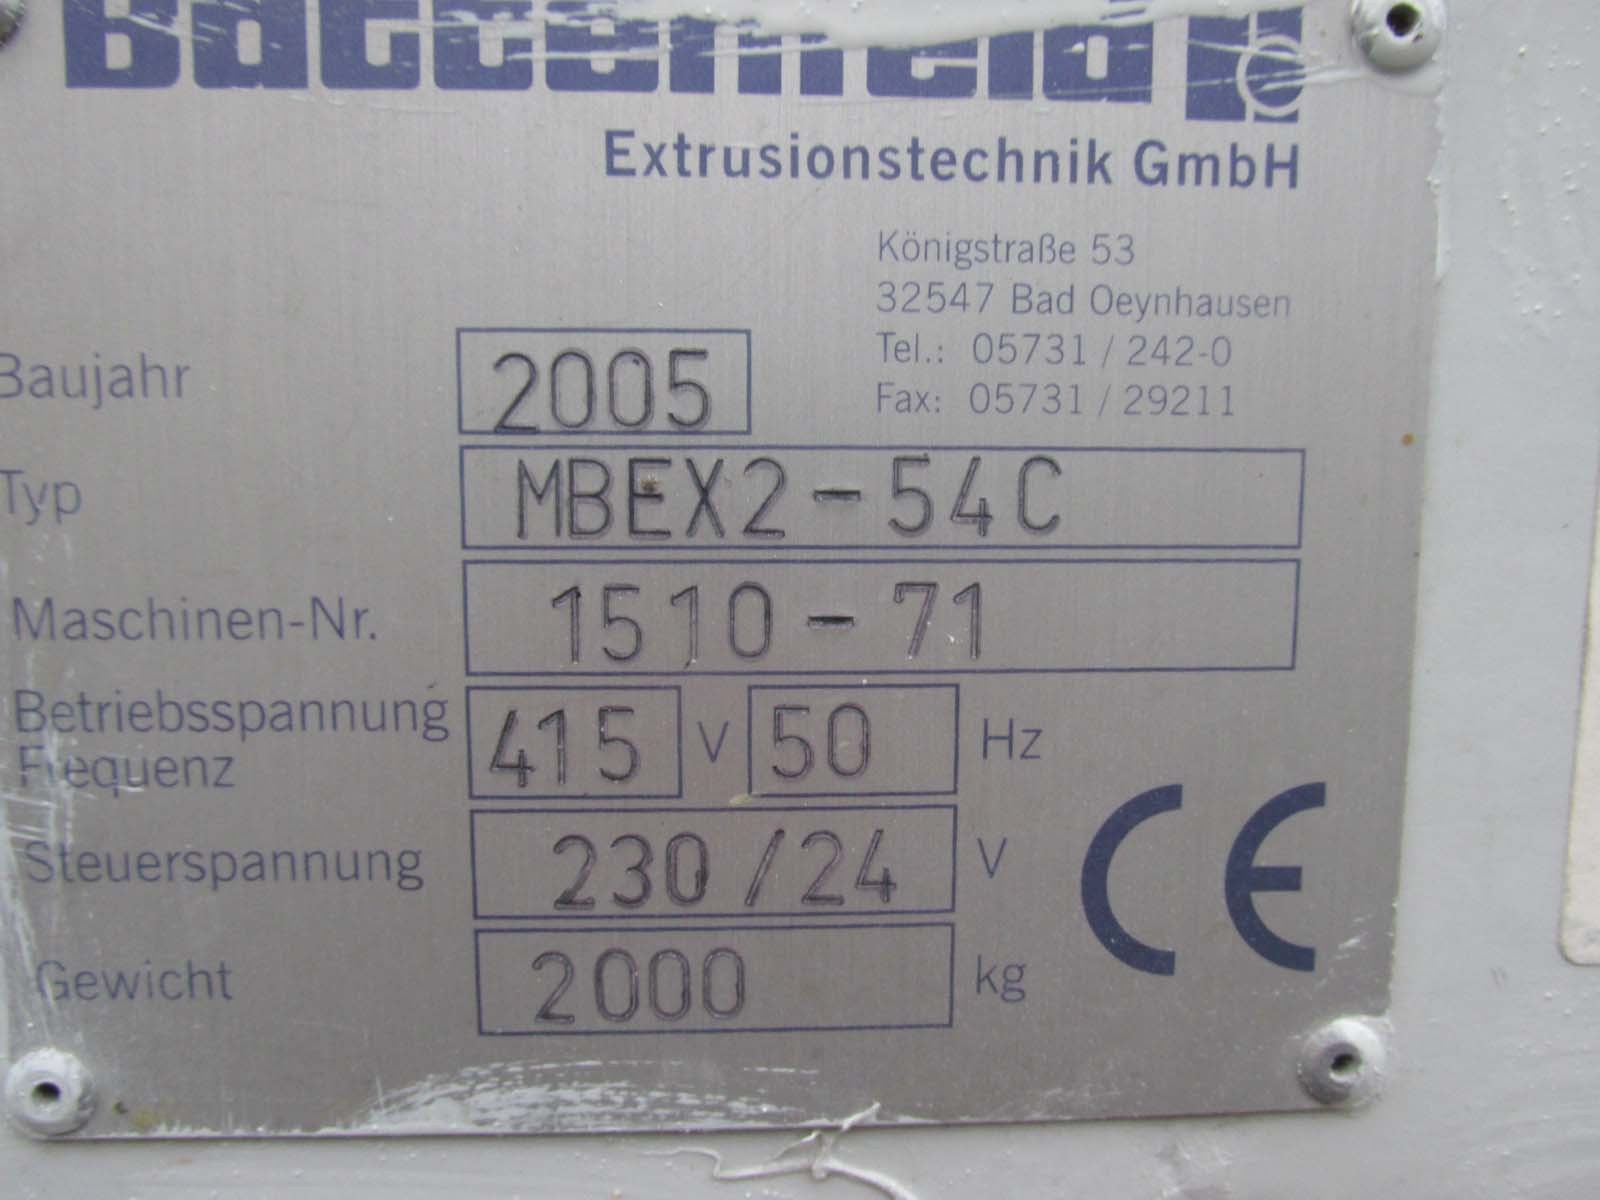 Battenfeld
Extrusionstechnik GmbH
Königstraße 53
32547 Bad Oeynhausen
Tel.: 05731 / 242-0
Fax: 05731 / 29211
Baujahr 2005
Typ MBEX2-54C
Maschinen-Nr. 1510-71
Betriebsspannung
Frequenz 415 V 50 Hz
Steuerspannung 230/24 V
Gewicht 2000 kg
CE